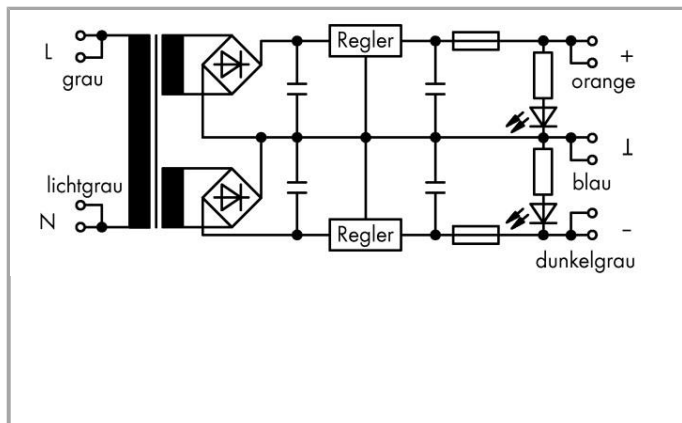 L
grau
lichtgrau
N
Regler
Regler
+
orange
⊥
blau
−
dunkelgrau